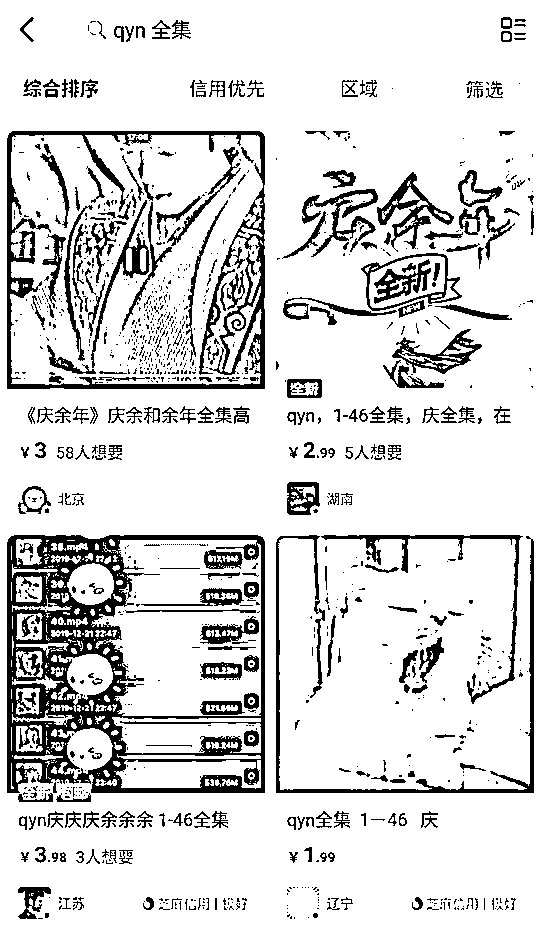 qyn 全集
综合排序 信用优先 区域 筛选
庆余年
全新!
NEW
全新
《庆余年》庆余和余年全集高
¥3 58人想要
北京
qyn，1-46全集，庆全集，在
¥2.99 5人想要
湖南
38.mp4
40.mp4
2019-12-21 22:47
全新
qyn庆庆庆余余余 1-46全集
¥3.98 3人想要
江苏 芝麻信用 | 极好
qyn全集 1一46 庆
¥1.99
辽宁 芝麻信用 | 极好